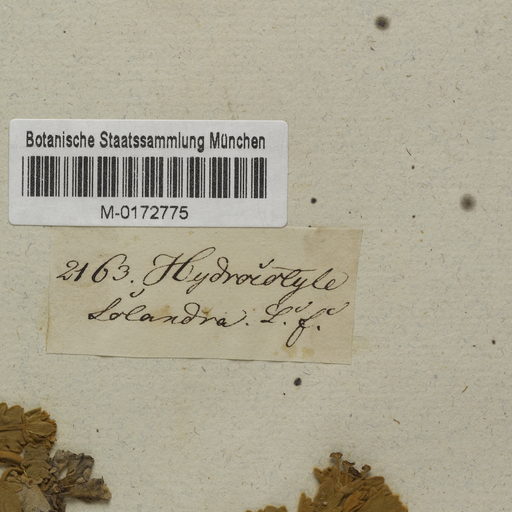 Botanische Staatssammlung München
M-0172775
2163. Hydrocotyle
Solandra. L. f.